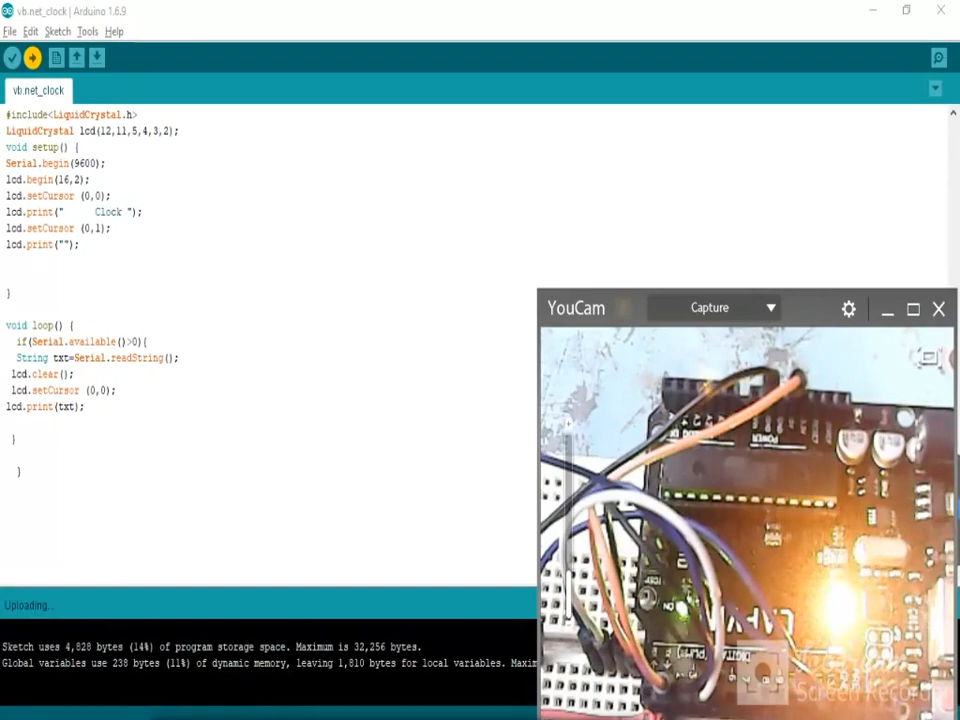 vb.net_clock | Arduino 1.6.9
File Edit Sketch Tools Help
vb.net_clock
#include<LiquidCrystal.h>
LiquidCrystal lcd(12,11,5,4,3,2);
void setup() {
Serial.begin(9600);
lcd.begin(16,2);
lcd.setCursor (0,0);
lcd.print("     Clock ");
lcd.setCursor (0,1);
lcd.print("");
}
void loop() {
if(Serial.available()>0){
String txt=Serial.readString();
lcd.clear();
lcd.setCursor (0,0);
lcd.print(txt);
}
}
Uploading...
Sketch uses 4,828 bytes (14%) of program storage space. Maximum is 32,256 bytes.
Global variables use 238 bytes (11%) of dynamic memory, leaving 1,810 bytes for local variables.
YouCam
Capture
POWER
ON
DIGITAL
Screen Recorder